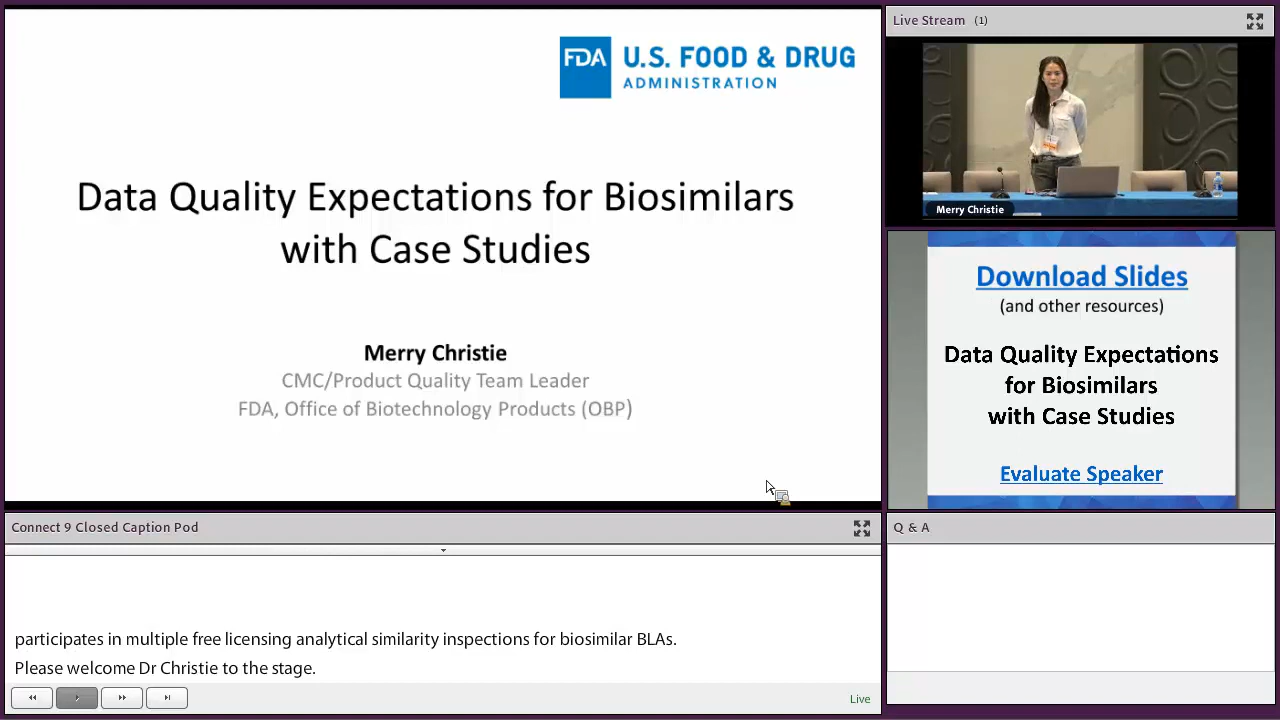 FDA
U.S. FOOD & DRUG
ADMINISTRATION
Data Quality Expectations for Biosimilars
with Case Studies
Merry Christie
CMC/Product Quality Team Leader
FDA, Office of Biotechnology Products (OBP)
Live Stream (1)
Merry Christie
Download Slides
(and other resources)
Data Quality Expectations
for Biosimilars
with Case Studies
Evaluate Speaker
Connect 9 Closed Caption Pod
participates in multiple free licensing analytical similarity inspections for biosimilar BLAs.
Please welcome Dr Christie to the stage.
Live
Q & A